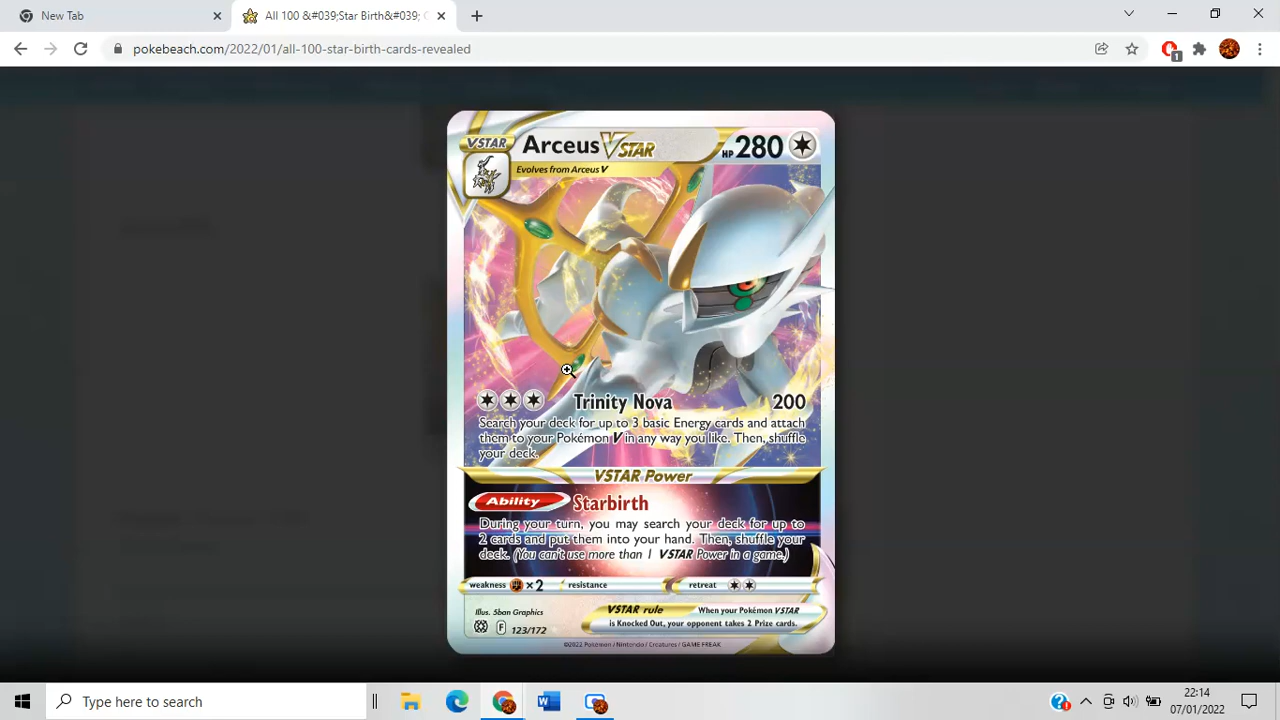 New Tab
All 100 &#039;Star Birth&#039; C
pokebeach.com/2022/01/all-100-star-birth-cards-revealed
1
VSTAR
Arceus VSTAR
HP 280
Evolves from Arceus V
Trinity Nova 200
Search your deck for up to 3 basic Energy cards and attach
them to your Pokémon V in any way you like. Then, shuffle
your deck.
VSTAR Power
Ability Starbirth
During your turn, you may search your deck for up to
2 cards and put them into your hand. Then, shuffle your
deck. (You can't use more than 1 VSTAR Power in a game.)
weakness ×2 resistance retreat
Illus. 5ban Graphics
VSTAR rule When your Pokémon VSTAR
is Knocked Out, your opponent takes 2 Prize cards.
F 123/172
©2022 Pokémon / Nintendo / Creatures / GAME FREAK
Type here to search
22:14
07/01/2022